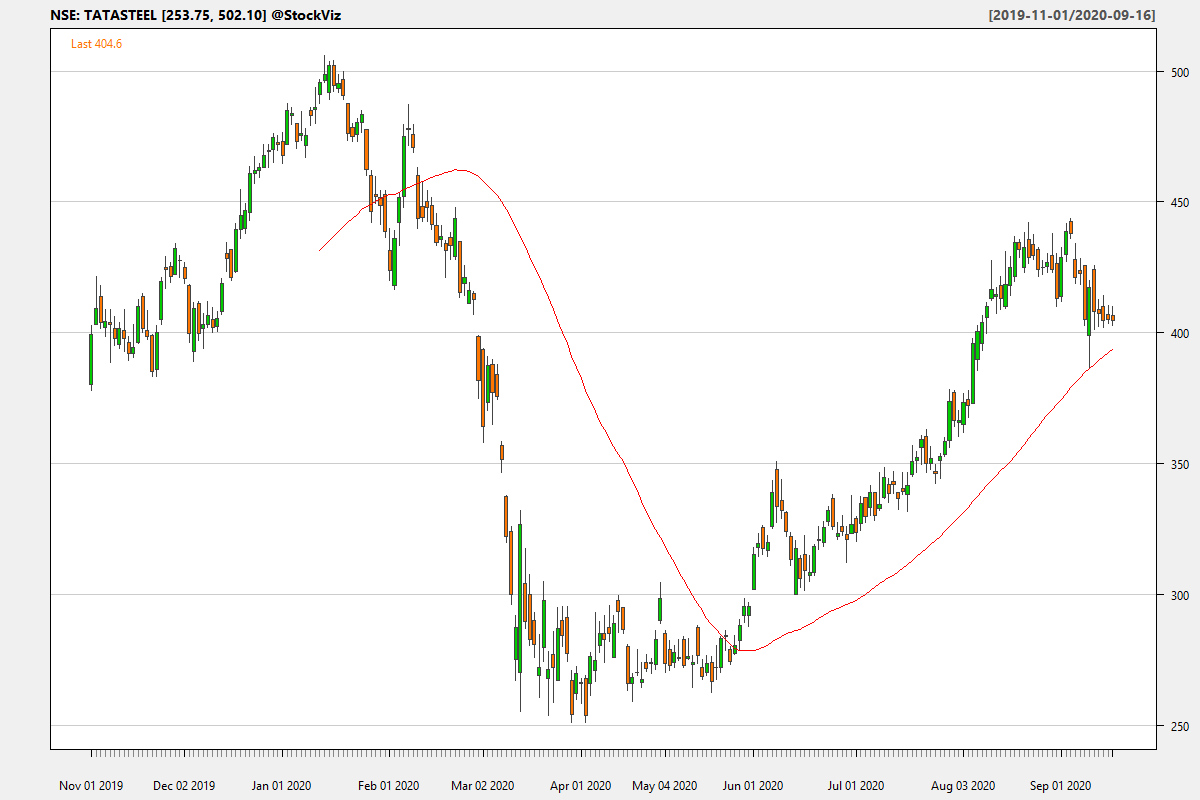 NSE: TATASTEEL [253.75, 502.10] @StockViz [2019-11-01/2020-09-16]
Last 404.6
500
450
400
350
300
250
Nov 01 2019 Dec 02 2019 Jan 01 2020 Feb 01 2020 Mar 02 2020 Apr 01 2020 May 04 2020 Jun 01 2020 Jul 01 2020 Aug 03 2020 Sep 01 2020